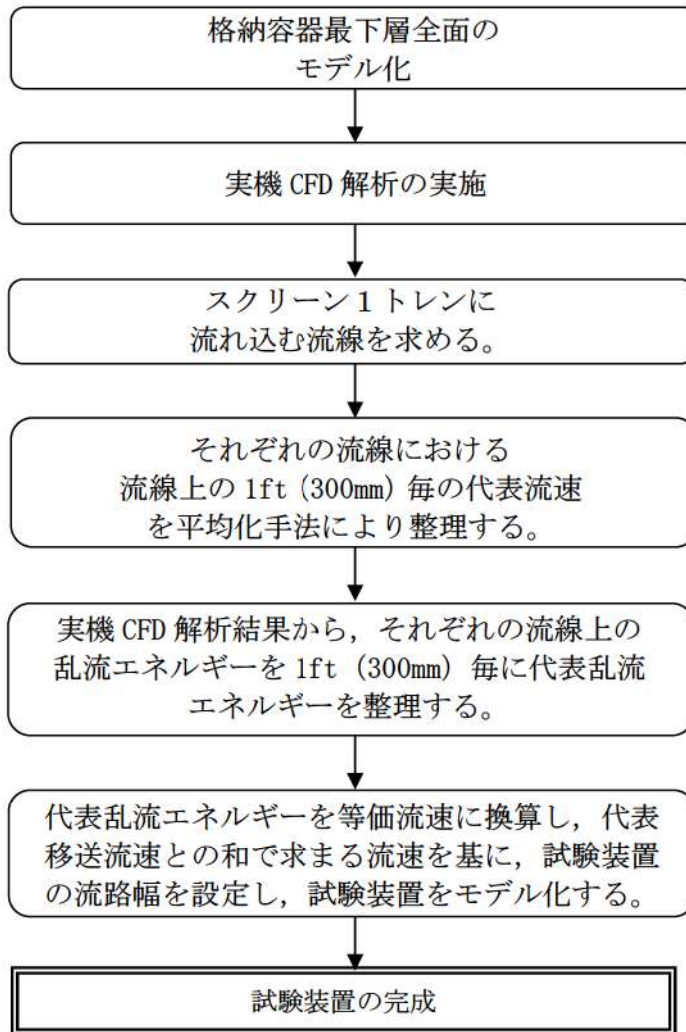 格納容器最下層全面の
モデル化
実機 CFD 解析の実施
スクリーン1トレンに
流れ込む流線を求める。
それぞれの流線における
流線上の 1ft (300mm) 毎の代表流速
を平均化手法により整理する。
実機 CFD 解析結果から，それぞれの流線上の
乱流エネルギーを 1ft (300mm) 毎に代表乱流
エネルギーを整理する。
代表乱流エネルギーを等価流速に換算し，代表
移送流速との和で求まる流速を基に，試験装置
の流路幅を設定し，試験装置をモデル化する。
試験装置の完成